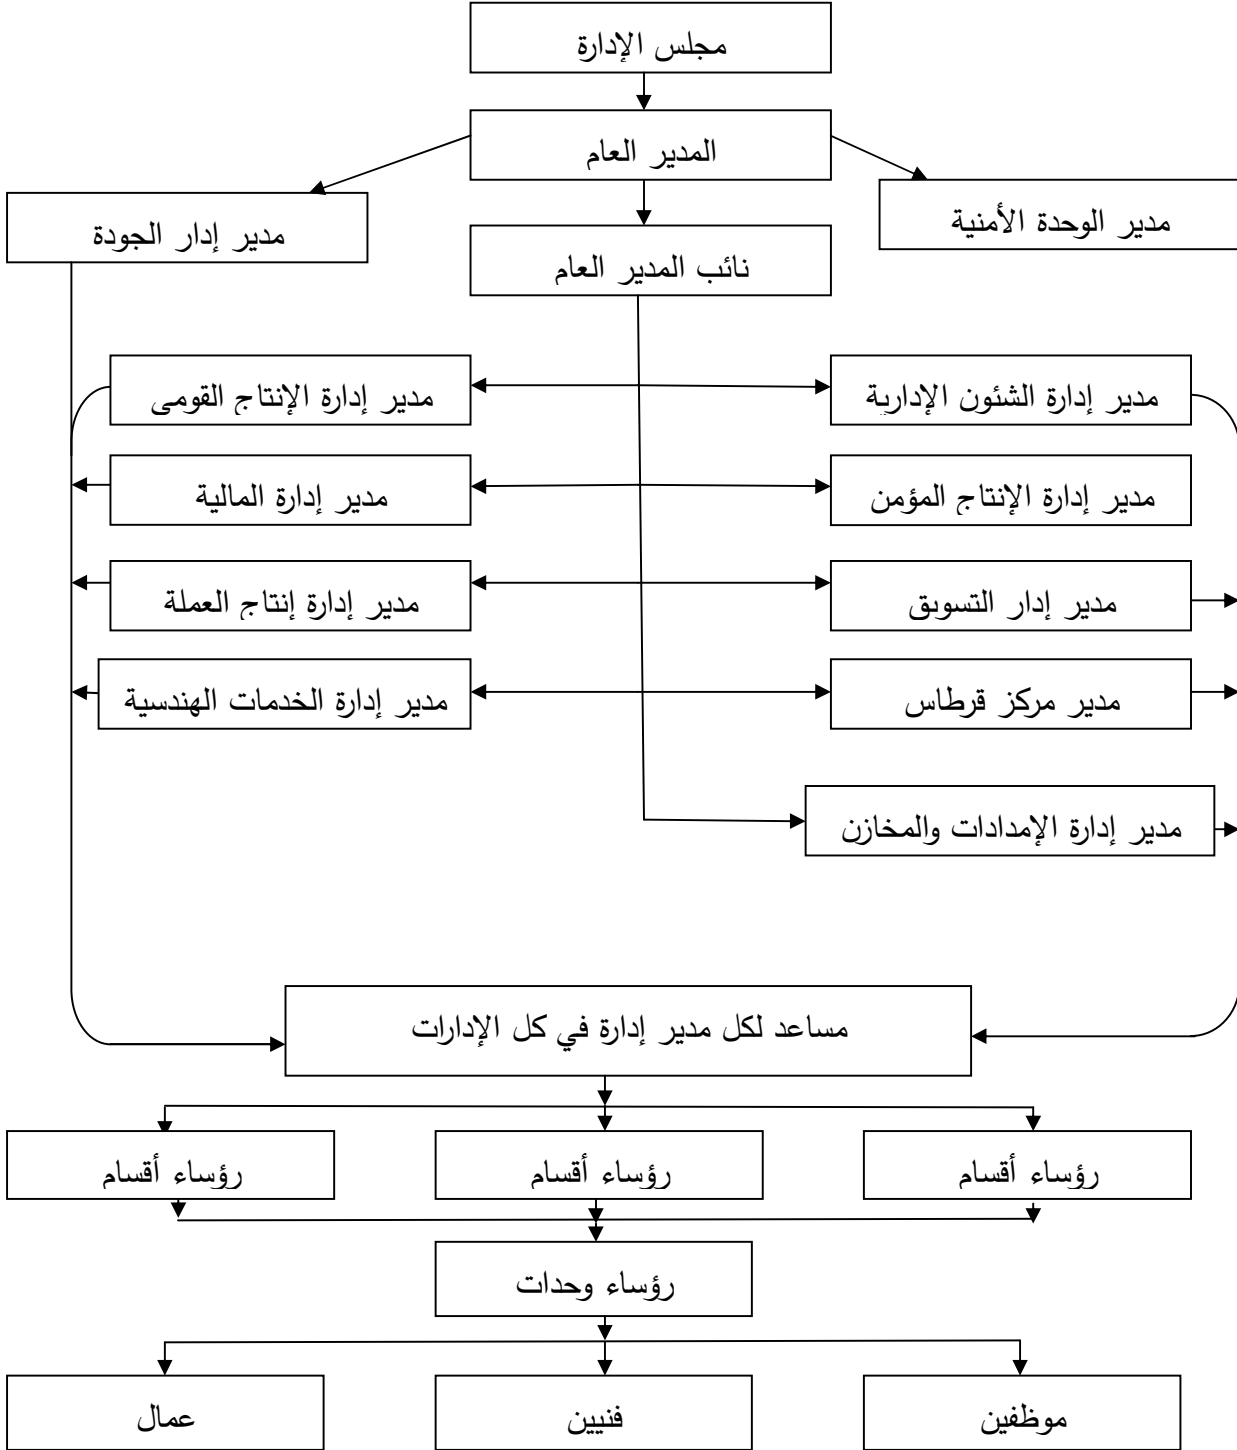 مجلس الإدارة
المدير العام
مدير الوحدة الأمنية
مدير إدار الجودة
نائب المدير العام
مدير إدارة الشئون الإدارية
مدير إدارة الإنتاج القومى
مدير إدارة الإنتاج المؤمن
مدير إدارة المالية
مدير إدار التسويق
مدير إدارة إنتاج العملة
مدير مركز قرطاس
مدير إدارة الخدمات الهندسية
مدير إدارة الإمدادات والمخازن
مساعد لكل مدير إدارة في كل الإدارات
رؤساء أقسام
رؤساء أقسام
رؤساء أقسام
رؤساء وحدات
موظفين
فنيين
عمال